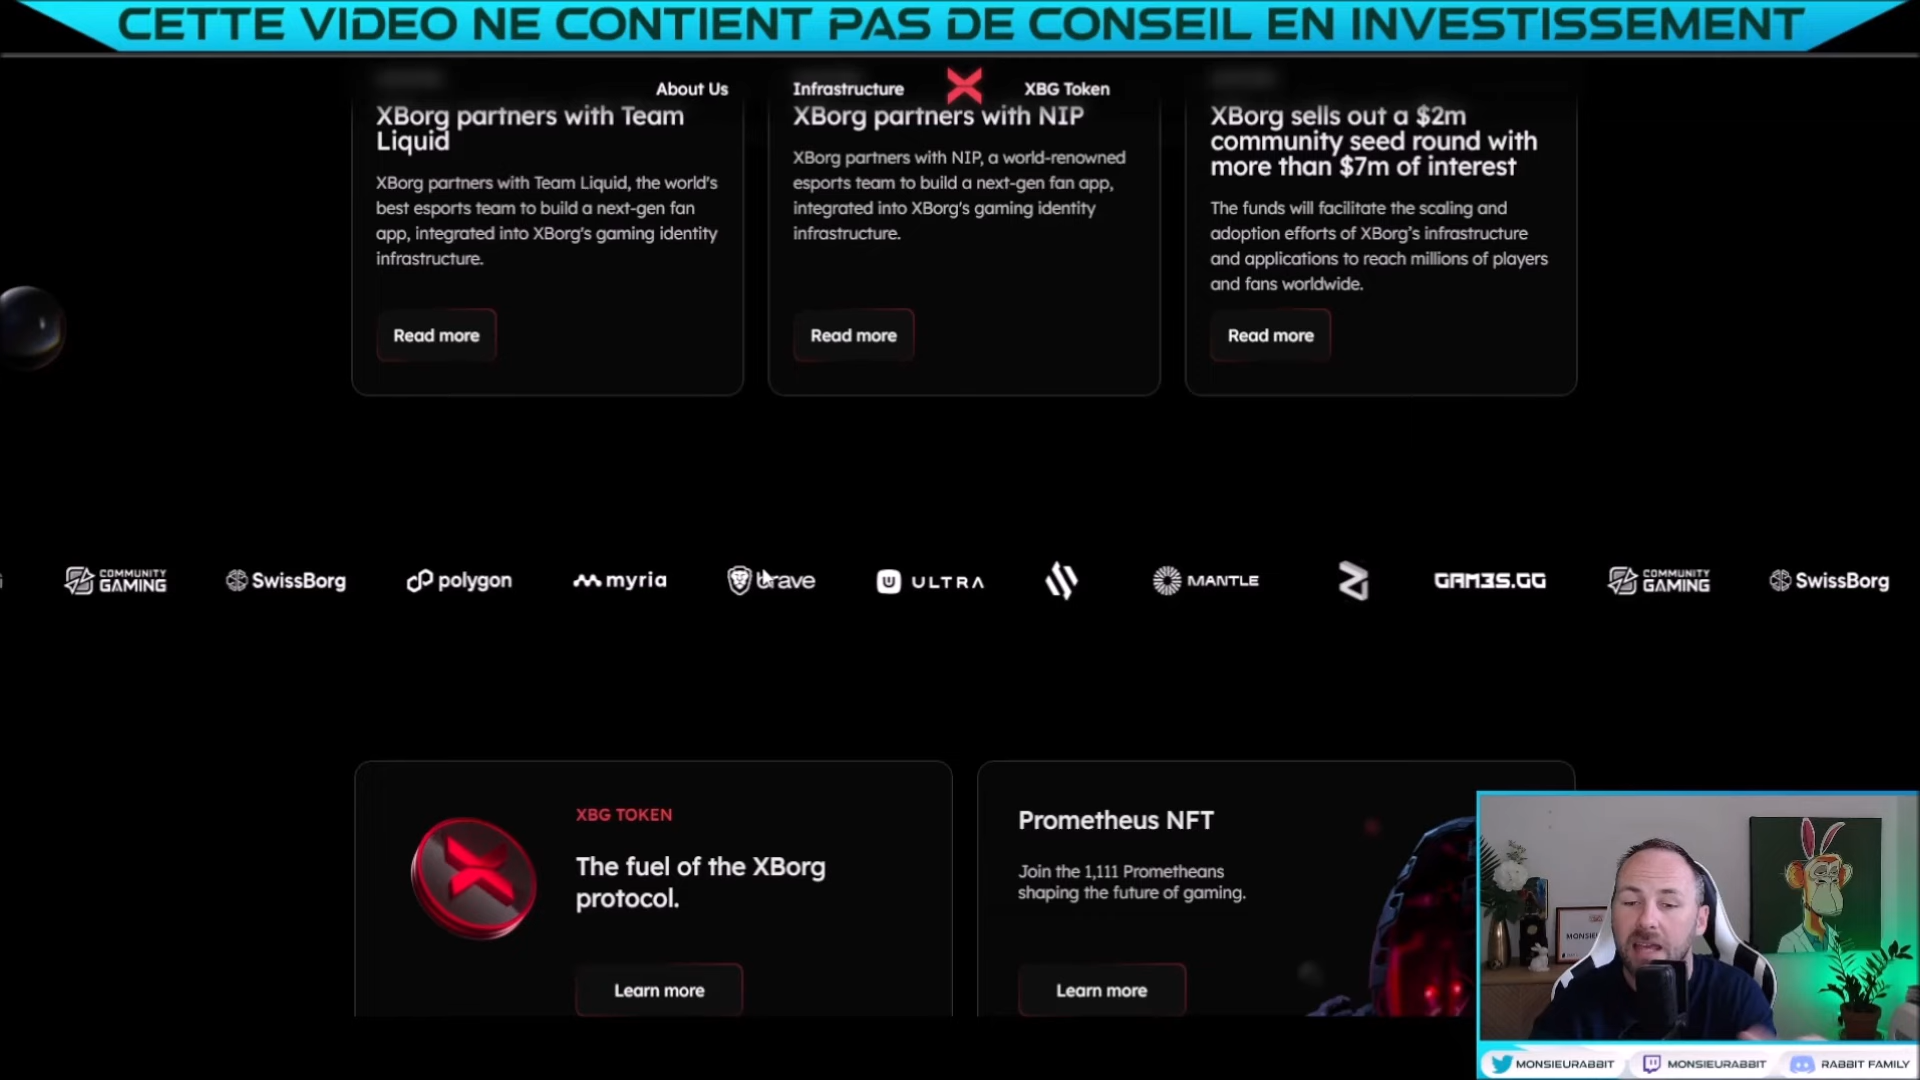 CETTE VIDEO NE CONTIENT PAS DE CONSEIL EN INVESTISSEMENT
About Us
Infrastructure
XBG Token
XBorg partners with Team
Liquid
XBorg partners with Team Liquid, the world's
best esports team to build a next-gen fan
app, integrated into XBorg's gaming identity
infrastructure.
Read more
XBorg partners with NIP
XBorg partners with NIP, a world-renowned
esports team to build a next-gen fan app,
integrated into XBorg's gaming identity
infrastructure.
Read more
XBorg sells out a $2m
community seed round with
more than $7m of interest
The funds will facilitate the scaling and
adoption efforts of XBorg's infrastructure
and applications to reach millions of players
and fans worldwide.
Read more
COMMUNITY
GAMING
SwissBorg
polygon
myria
brave
ULTRA
MANTLE
GAM3S.GG
COMMUNITY
GAMING
SwissBorg
XBG TOKEN
The fuel of the XBorg
protocol.
Learn more
Prometheus NFT
Join the 1,111 Prometheans
shaping the future of gaming.
Learn more
MONSIEURABBIT
MONSIEURABBIT
RABBIT FAMILY